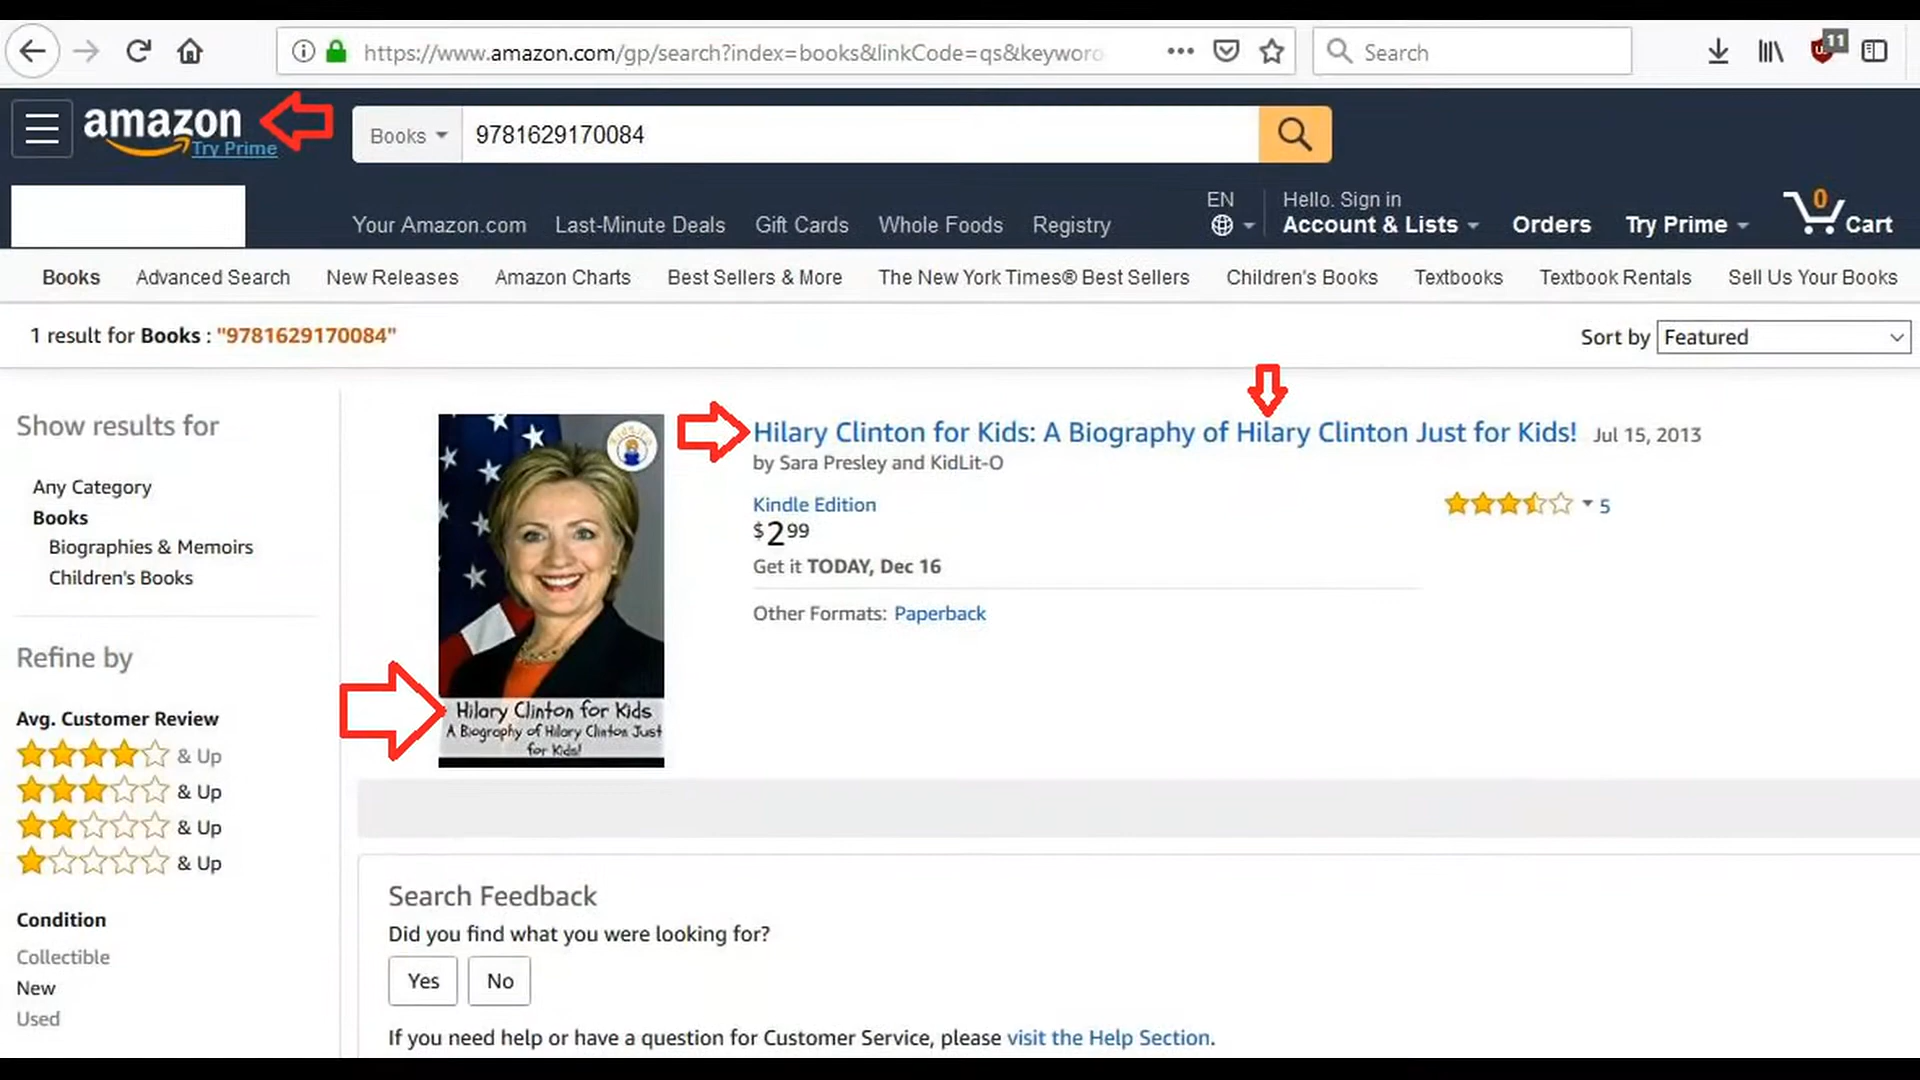 https://www.amazon.com/gp/search?index=books&linkCode=qs&keyword
Search
11
amazon
Try Prime
Books
9781629170084
Your Amazon.com Last-Minute Deals Gift Cards Whole Foods Registry
EN
Hello. Sign in
Account & Lists
Orders
Try Prime
0
Cart
Books Advanced Search New Releases Amazon Charts Best Sellers & More The New York Times® Best Sellers Children's Books Textbooks Textbook Rentals Sell Us Your Books
1 result for Books : "9781629170084"
Sort by Featured
Show results for
Any Category
Books
Biographies & Memoirs
Children's Books
Refine by
Avg. Customer Review
& Up
& Up
& Up
& Up
Condition
Collectible
New
Used
Hilary Clinton for Kids
A Biography of Hilary Clinton Just
for Kids!
Hilary Clinton for Kids: A Biography of Hilary Clinton Just for Kids! Jul 15, 2013
by Sara Presley and KidLit-O
Kindle Edition
$299
Get it TODAY, Dec 16
Other Formats: Paperback
5
Search Feedback
Did you find what you were looking for?
Yes No
If you need help or have a question for Customer Service, please visit the Help Section.